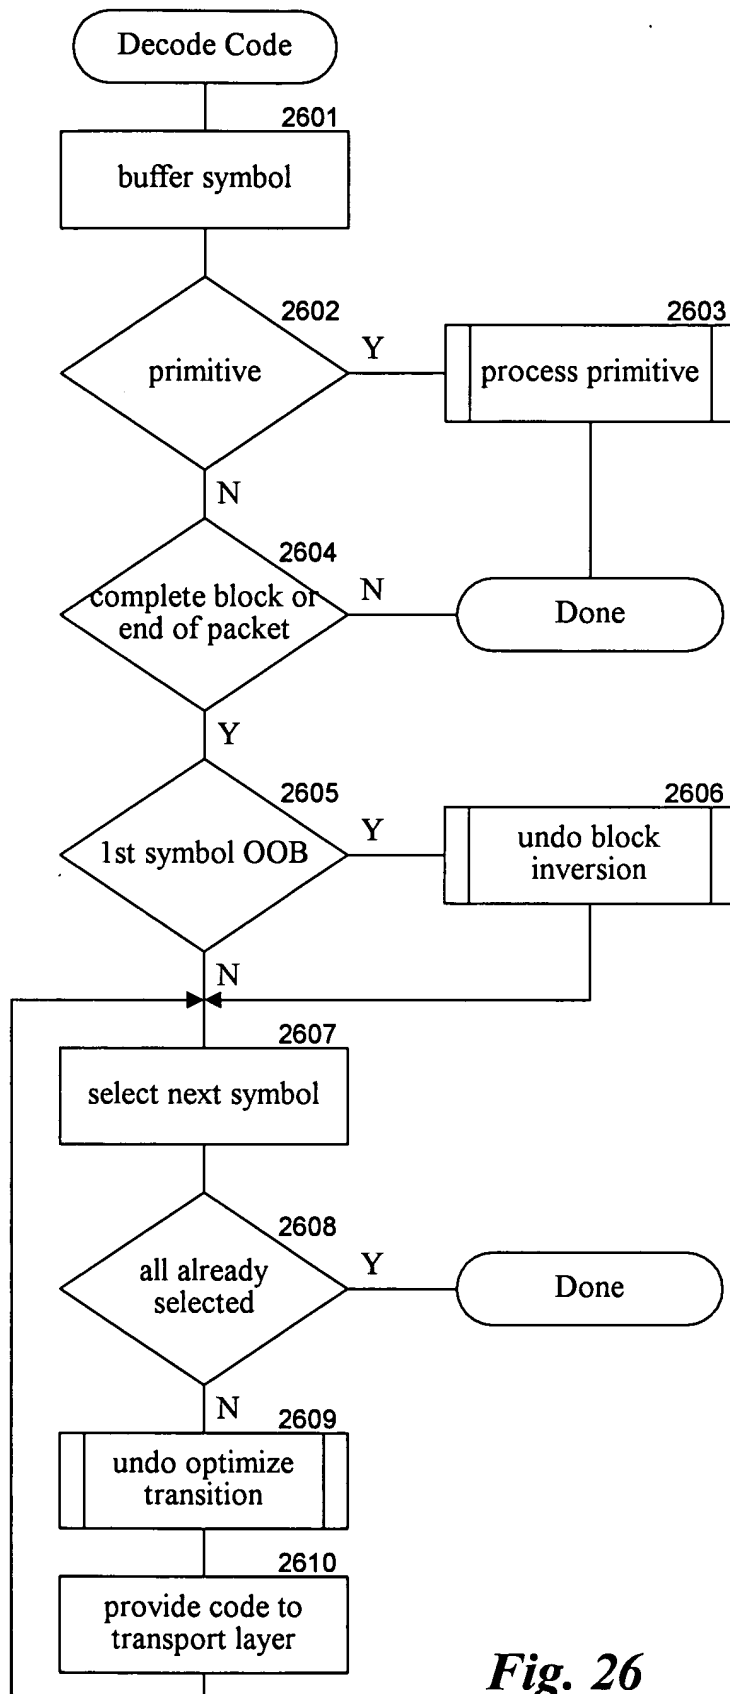 Decode Code
2601
buffer symbol
2602
primitive
Y
2603
process primitive
N
2604
complete block or
end of packet
N
Done
Y
2605
1st symbol OOB
Y
2606
undo block
inversion
N
2607
select next symbol
2608
all already
selected
Y
Done
N
2609
undo optimize
transition
2610
provide code to
transport layer
Fig. 26